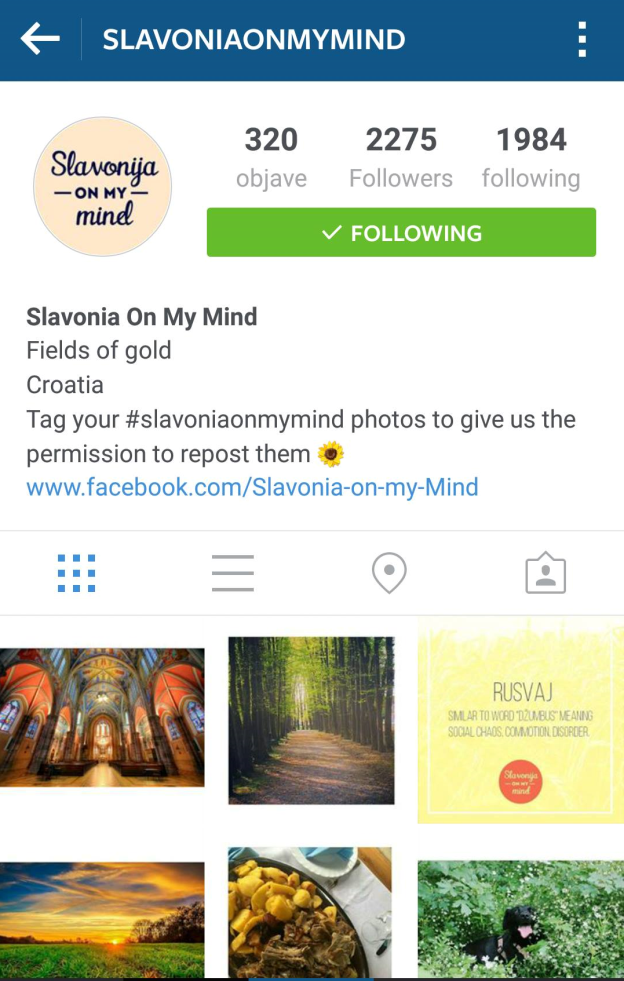 SLAVONIAONMYMIND
Slavonija
ON MY
mind
320 2275 1984
objave Followers following
FOLLOWING
Slavonia On My Mind
Fields of gold
Croatia
Tag your #slavoniaonmymind photos to give us the
permission to repost them 🌻
www.facebook.com/Slavonia-on-my-Mind
RUSVAJ
SIMILAR TO WORD "DŽUMBUS" MEANING
SOCIAL CHAOS, COMMOTION, DISORDER.
Slavonija
ON MY
mind